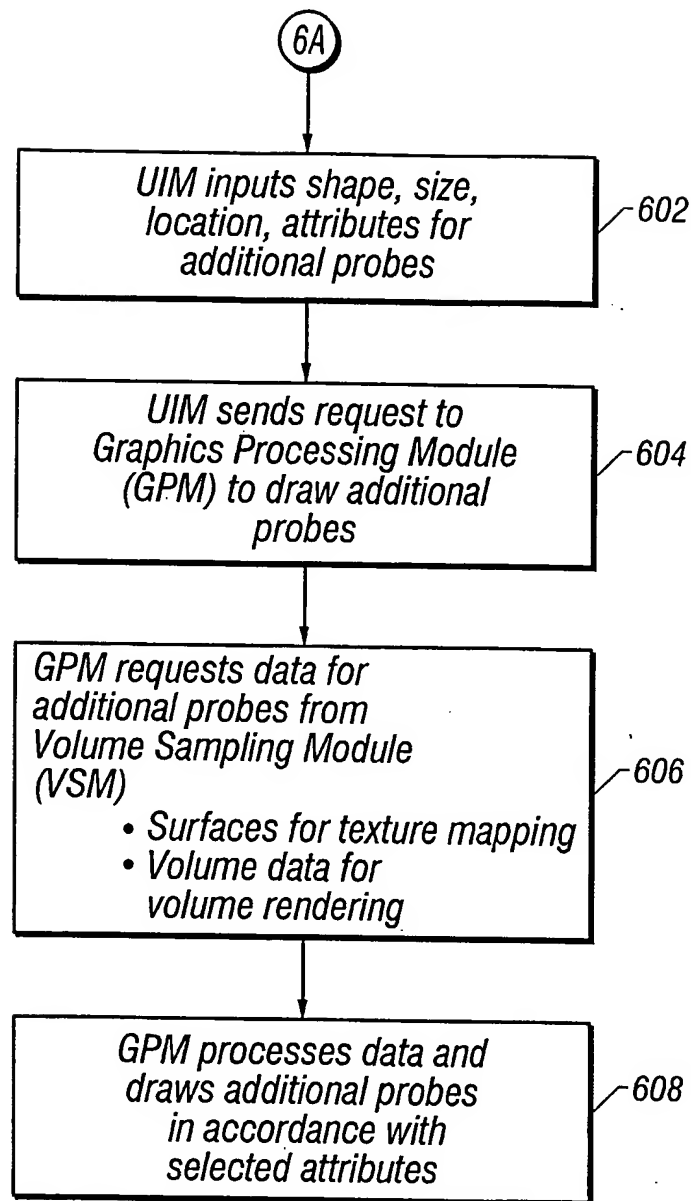 6A
UIM inputs shape, size,
location, attributes for
additional probes
602
UIM sends request to
Graphics Processing Module
(GPM) to draw additional
probes
604
GPM requests data for
additional probes from
Volume Sampling Module
(VSM)
• Surfaces for texture mapping
• Volume data for
volume rendering
606
GPM processes data and
draws additional probes
in accordance with
selected attributes
608